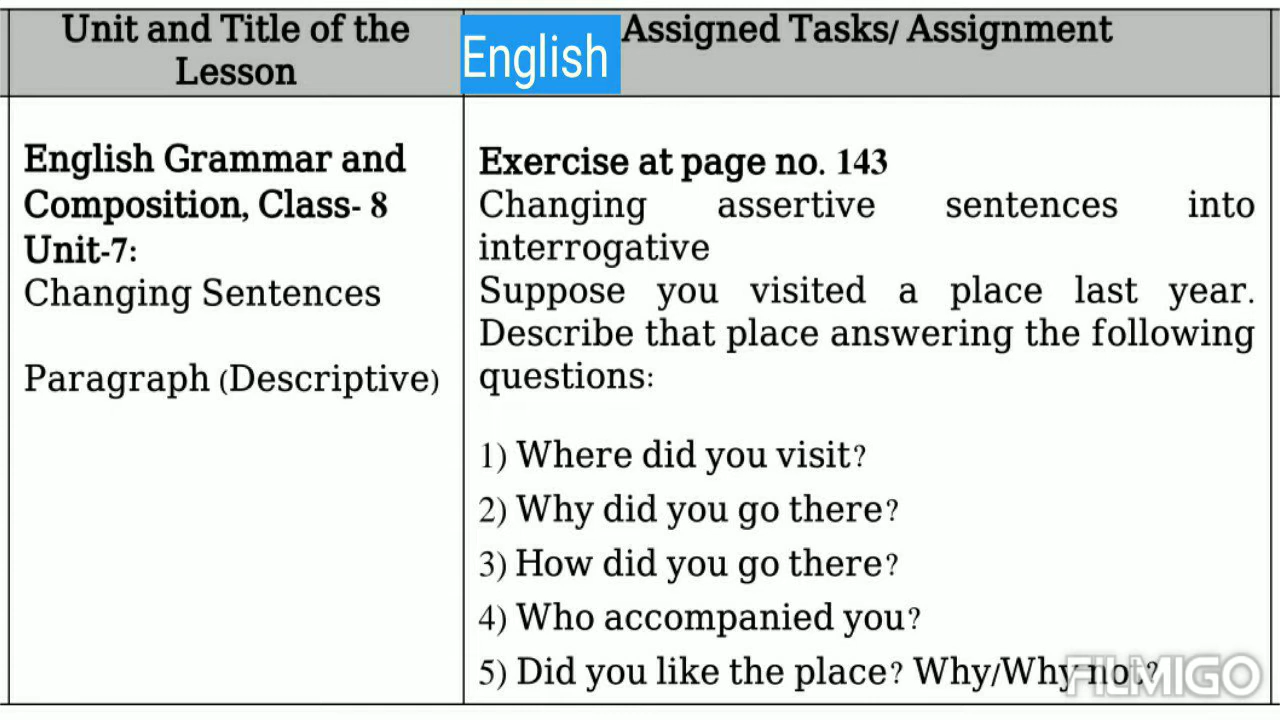 Unit and Title of the
Lesson
English
Assigned Tasks/ Assignment
English Grammar and
Composition, Class- 8
Unit-7:
Changing Sentences
Paragraph (Descriptive)
Exercise at page no. 143
Changing assertive sentences into
interrogative
Suppose you visited a place last year.
Describe that place answering the following
questions:
1) Where did you visit?
2) Why did you go there?
3) How did you go there?
4) Who accompanied you?
5) Did you like the place? Why/Why not?
FILMIGO